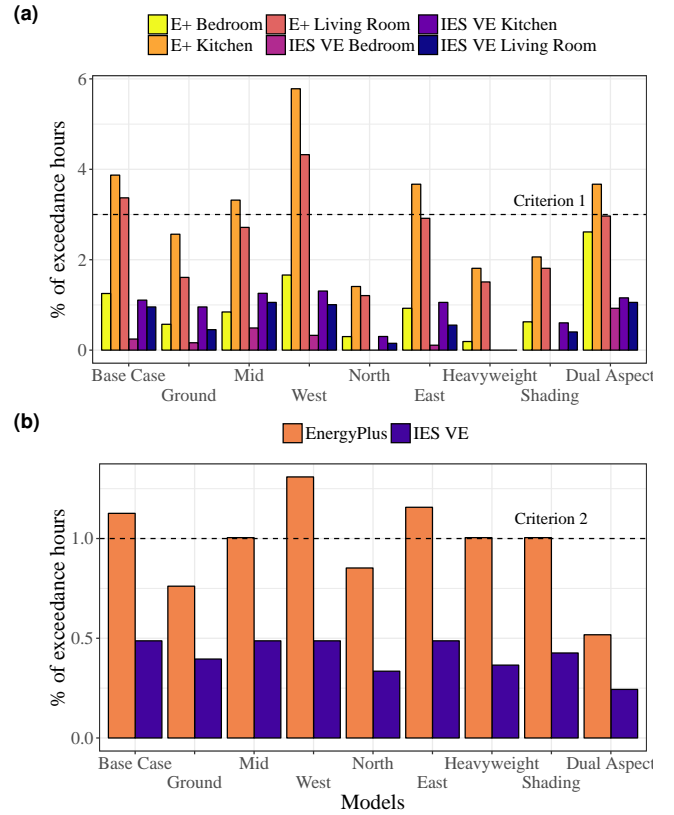 (a)
E+ Bedroom E+ Living Room IES VE Kitchen
E+ Kitchen IES VE Bedroom IES VE Living Room
% of exceedance hours
6
4
2
0
Criterion 1
Base Case Mid North Heavyweight Dual Aspect
Ground West East Shading
(b)
EnergyPlus IES VE
% of exceedance hours
1.0
0.5
0.0
Criterion 2
Base Case Mid North Heavyweight Dual Aspect
Ground West East Shading
Models